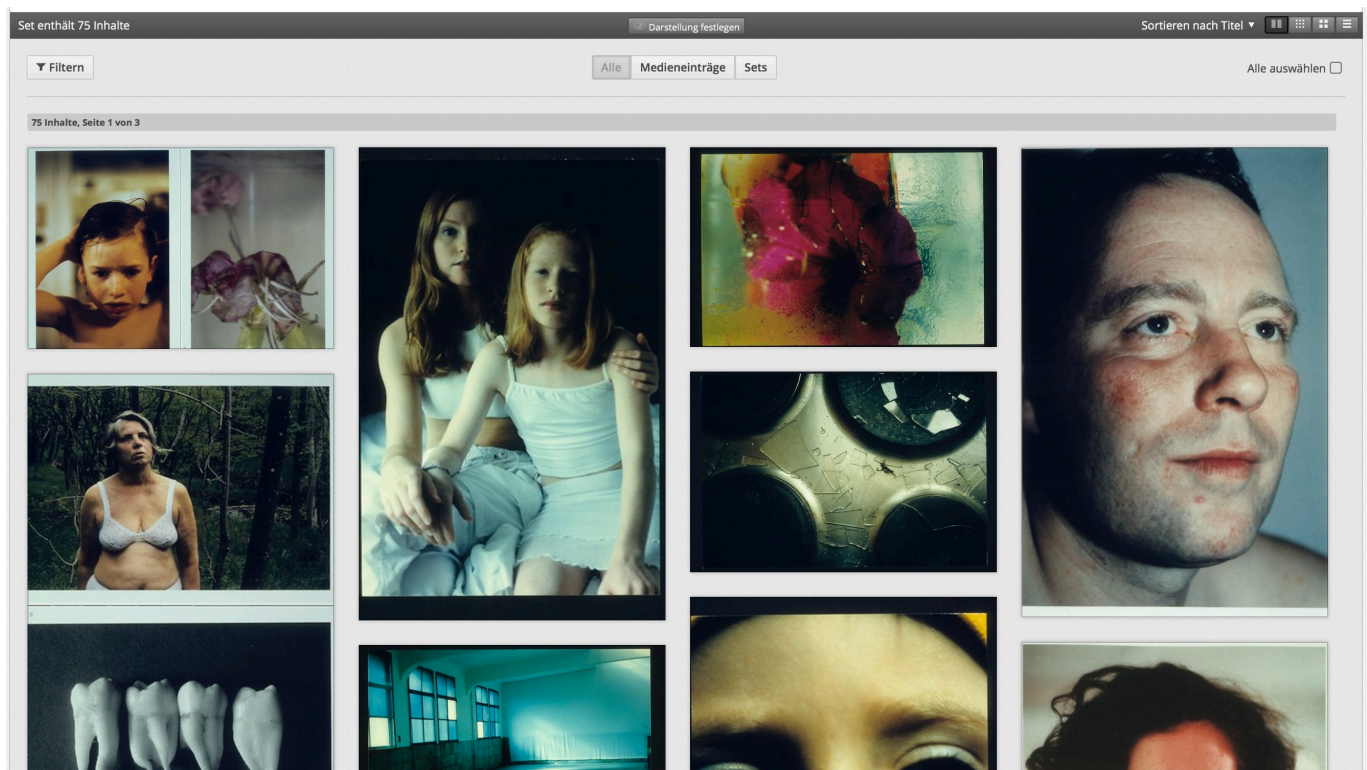 Set enthält 75 Inhalte
Darstellung festlegen
Sortieren nach Titel
Filtern
Alle
Medieneinträge
Sets
Alle auswählen
75 Inhalte, Seite 1 von 3